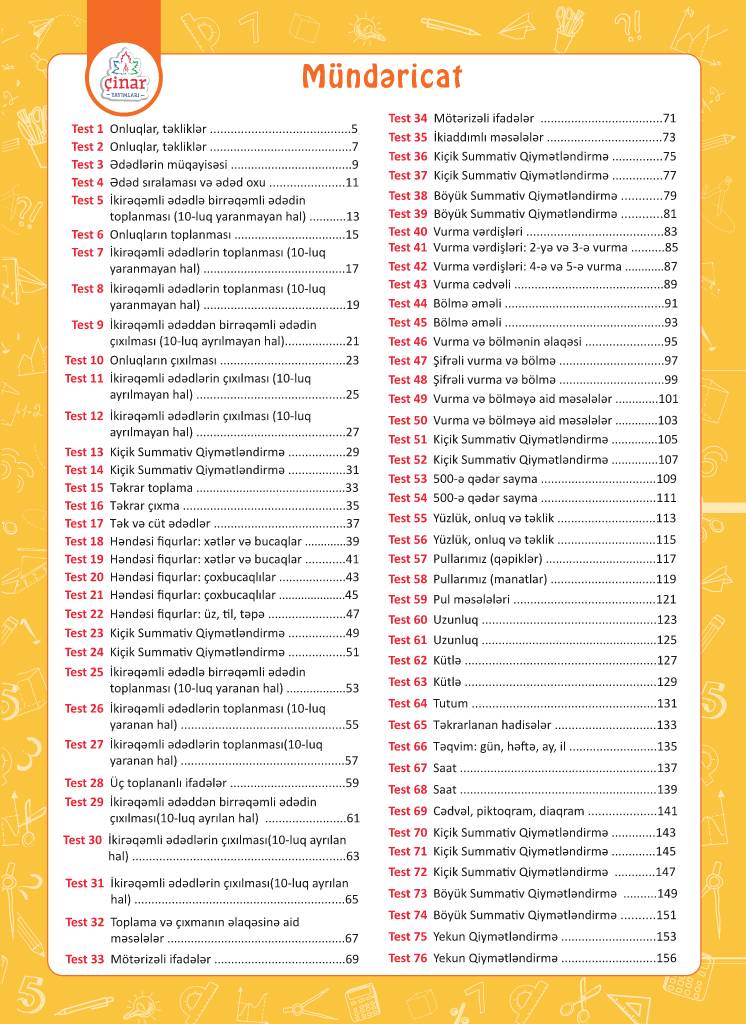 çinar
YAYIMLARI
Mündəricat
Test 1 Onluqlar, təkliklər ...........................................5
Test 2 Onluqlar, təkliklər ...........................................7
Test 3 Ədədlərin müqayisəsi .....................................9
Test 4 Ədəd sıralaması və ədəd oxu .......................11
Test 5 İkirəqəmli ədədlə birrəqəmli ədədin
toplanması (10-luq yaranmayan hal) ...........13
Test 6 Onluqların toplanması ..................................15
Test 7 İkirəqəmli ədədlərin toplanması (10-luq
yaranmayan hal) ...........................................17
Test 8 İkirəqəmli ədədlərin toplanması (10-luq
yaranmayan hal) ...........................................19
Test 9 İkirəqəmli ədəddən birrəqəmli ədədin
çıxılması (10-luq ayrılmayan hal)..................21
Test 10 Onluqların çıxılması ......................................23
Test 11 İkirəqəmli ədədlərin çıxılması (10-luq
ayrılmayan hal) .............................................25
Test 12 İkirəqəmli ədədlərin çıxılması (10-luq
ayrılmayan hal) .............................................27
Test 13 Kiçik Summativ Qiymətləndirmə .................29
Test 14 Kiçik Summativ Qiymətləndirmə .................31
Test 15 Təkrar toplama .............................................33
Test 16 Təkrar çıxma .................................................35
Test 17 Tək və cüt ədədlər ........................................37
Test 18 Həndəsi fiqurlar: xətlər və bucaqlar ............39
Test 19 Həndəsi fiqurlar: xətlər və bucaqlar ............41
Test 20 Həndəsi fiqurlar: çoxbucaqlılar ....................43
Test 21 Həndəsi fiqurlar: çoxbucaqlılar ....................45
Test 22 Həndəsi fiqurlar: üz, til, təpə .......................47
Test 23 Kiçik Summativ Qiymətləndirmə .................49
Test 24 Kiçik Summativ Qiymətləndirmə .................51
Test 25 İkirəqəmli ədədlə birrəqəmli ədədin
toplanması (10-luq yaranan hal) ..................53
Test 26 İkirəqəmli ədədlərin toplanması (10-luq
yaranan hal) ..................................................55
Test 27 İkirəqəmli ədədlərin toplanması(10-luq
yaranan hal) ..................................................57
Test 28 Üç toplananlı ifadələr ...................................59
Test 29 İkirəqəmli ədəddən birrəqəmli ədədin
çıxılması(10-luq ayrılan hal) ........................61
Test 30 İkirəqəmli ədədlərin çıxılması(10-luq ayrılan
hal) ................................................................63
Test 31 İkirəqəmli ədədlərin çıxılması(10-luq ayrılan
hal) ................................................................65
Test 32 Toplama və çıxmanın əlaqəsinə aid
məsələlər ......................................................67
Test 33 Mötərizəli ifadələr ........................................69
Test 34 Mötərizəli ifadələr .....................................71
Test 35 İkiaddımlı məsələlər ...................................73
Test 36 Kiçik Summativ Qiymətləndirmə ...............75
Test 37 Kiçik Summativ Qiymətləndirmə ...............77
Test 38 Böyük Summativ Qiymətləndirmə ............79
Test 39 Böyük Summativ Qiymətləndirmə ............81
Test 40 Vurma vərdişləri .........................................83
Test 41 Vurma vərdişləri: 2-yə və 3-ə vurma ..........85
Test 42 Vurma vərdişləri: 4-ə və 5-ə vurma ............87
Test 43 Vurma cədvəli .............................................89
Test 44 Bölmə əməli ................................................91
Test 45 Bölmə əməli ................................................93
Test 46 Vurma və bölmənin əlaqəsi ........................95
Test 47 Şifrəli vurma və bölmə ................................97
Test 48 Şifrəli vurma və bölmə ................................99
Test 49 Vurma və bölməyə aid məsələlər .............101
Test 50 Vurma və bölməyə aid məsələlər .............103
Test 51 Kiçik Summativ Qiymətləndirmə .............105
Test 52 Kiçik Summativ Qiymətləndirmə .............107
Test 53 500-ə qədər sayma ...................................109
Test 54 500-ə qədər sayma ...................................111
Test 55 Yüzlük, onluq və təklik ..............................113
Test 56 Yüzlük, onluq və təklik ..............................115
Test 57 Pullarımız (qəpiklər) ..................................117
Test 58 Pullarımız (manatlar) ................................119
Test 59 Pul məsələləri ...........................................121
Test 60 Uzunluq .....................................................123
Test 61 Uzunluq .....................................................125
Test 62 Kütlə ..........................................................127
Test 63 Kütlə ..........................................................129
Test 64 Tutum ........................................................131
Test 65 Təkrarlanan hadisələr ...............................133
Test 66 Təqvim: gün, həftə, ay, il ..........................135
Test 67 Saat ...........................................................137
Test 68 Saat ...........................................................139
Test 69 Cədvəl, piktoqram, diaqram .....................141
Test 70 Kiçik Summativ Qiymətləndirmə .............143
Test 71 Kiçik Summativ Qiymətləndirmə .............145
Test 72 Kiçik Summativ Qiymətləndirmə ............147
Test 73 Böyük Summativ Qiymətləndirmə ..........149
Test 74 Böyük Summativ Qiymətləndirmə ..........151
Test 75 Yekun Qiymətləndirmə ............................153
Test 76 Yekun Qiymətləndirmə ............................156